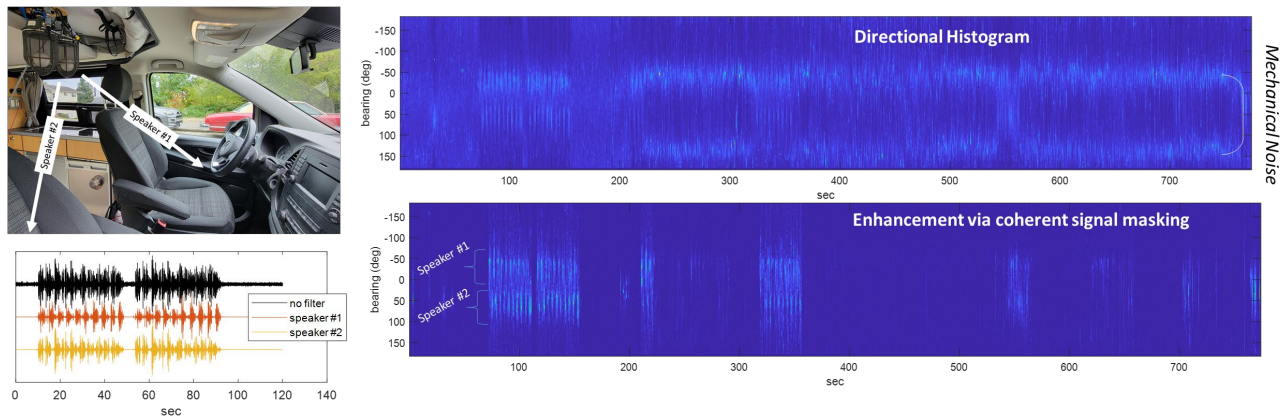 Speaker #1
Speaker #2
no filter
speaker #1
speaker #2
0 20 40 60 80 100 120 140
sec
Directional Histogram
bearing (deg)
-150
-100
-50
0
50
100
150
100 200 300 400 500 600 700
sec
Mechanical Noise
Enhancement via coherent signal masking
Speaker #1
Speaker #2
bearing (deg)
-150
-100
-50
0
50
100
150
100 200 300 400 500 600 700
sec